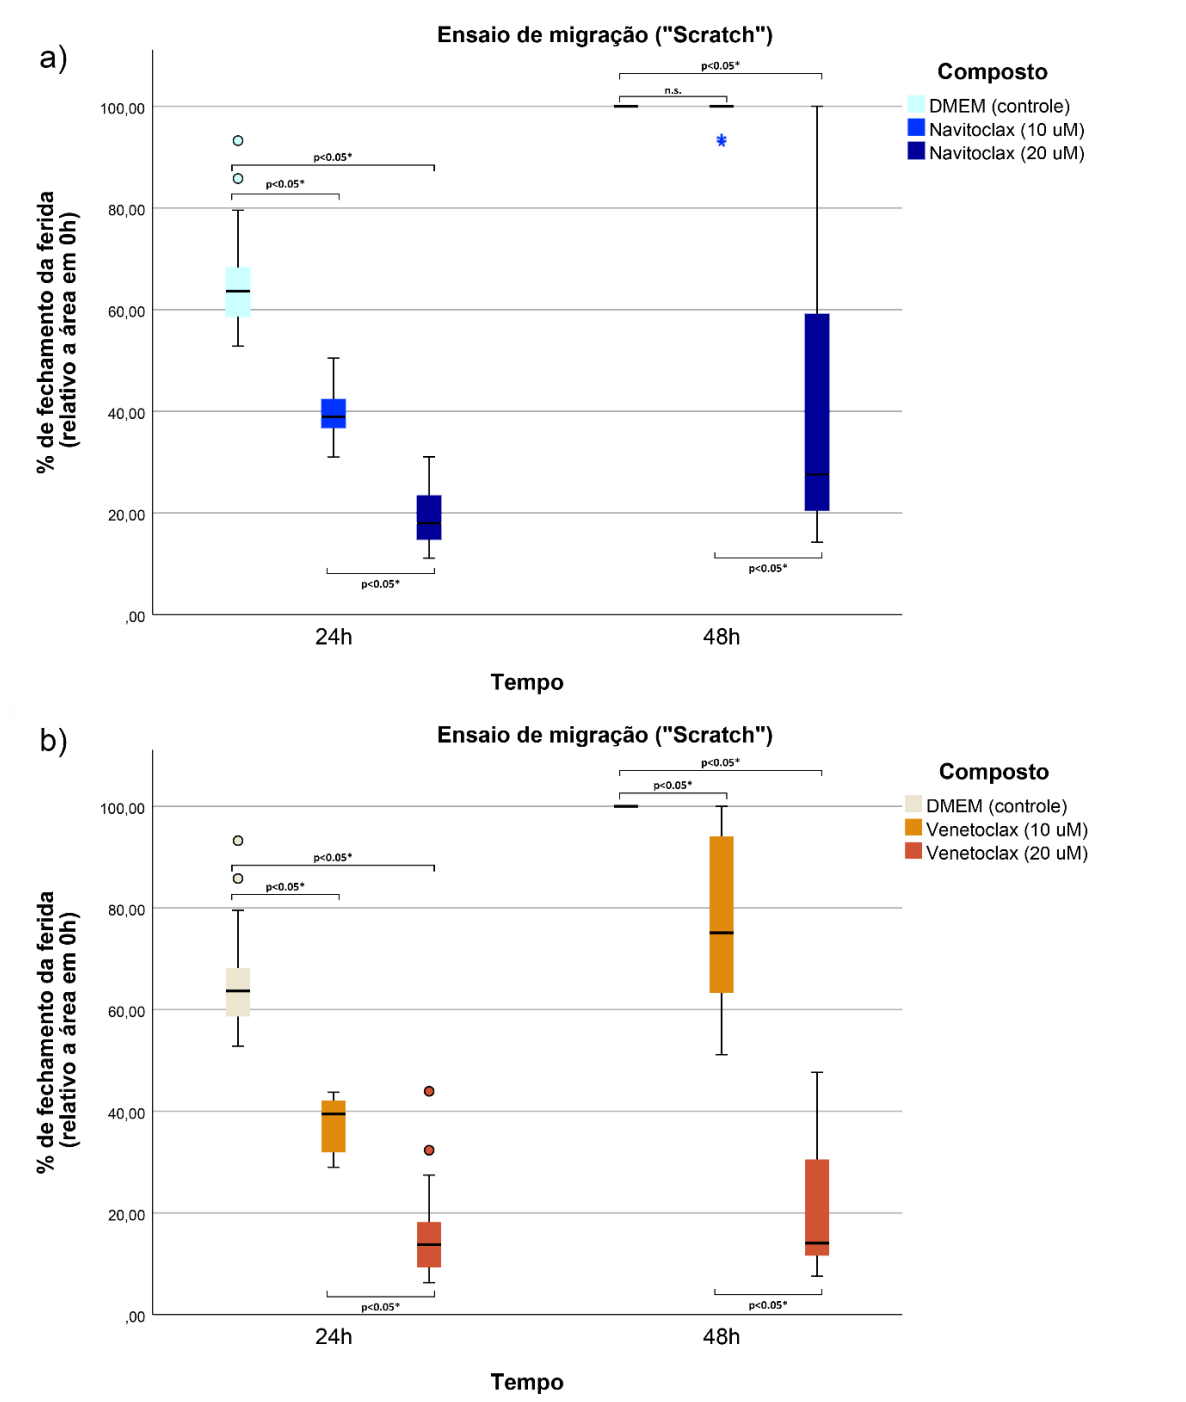 a)
Ensaio de migração ("Scratch")
Composto
DMEM (controle)
Navitoclax (10 uM)
Navitoclax (20 uM)
% de fechamento da ferida
(relativo a área em 0h)
100,00
80,00
60,00
40,00
20,00
,00
p<0.05*
p<0.05*
p<0.05*
p<0.05*
n.s.
p<0.05*
24h
48h
Tempo
b)
Ensaio de migração ("Scratch")
Composto
DMEM (controle)
Venetoclax (10 uM)
Venetoclax (20 uM)
% de fechamento da ferida
(relativo a área em 0h)
100,00
80,00
60,00
40,00
20,00
,00
p<0.05*
p<0.05*
p<0.05*
p<0.05*
p<0.05*
p<0.05*
24h
48h
Tempo